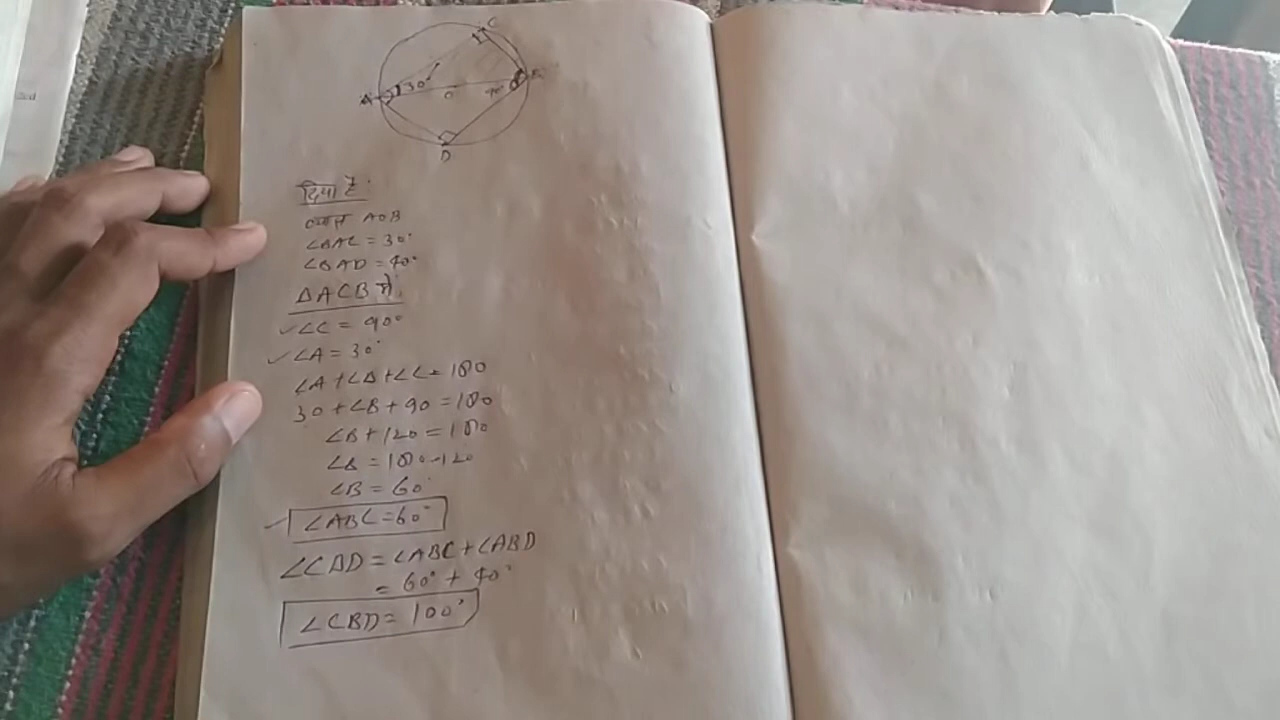 C
A 30° B
O 40°
D
दिया है.
व्यास AOB
∠BAC = 30°
∠BAD = 40°
ΔACB में.
∠C = 90°
∠A = 30°
∠A + ∠B + ∠C = 180
30 + ∠B + 90 = 180
∠B + 120 = 180
∠B = 180 - 120
∠B = 60°
∠ABC = 60°
∠CBD = ∠ABC + ∠ABD
= 60° + 40°
∠CBD = 100°